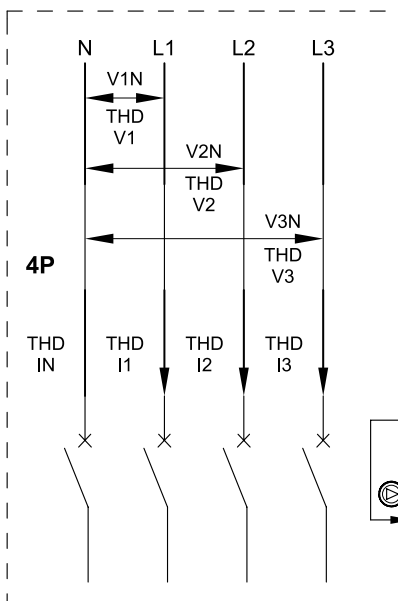 N L1 L2 L3
V1N
THD
V1
V2N
THD
V2
V3N
THD
V3
4P
THD THD THD THD
IN I1 I2 I3